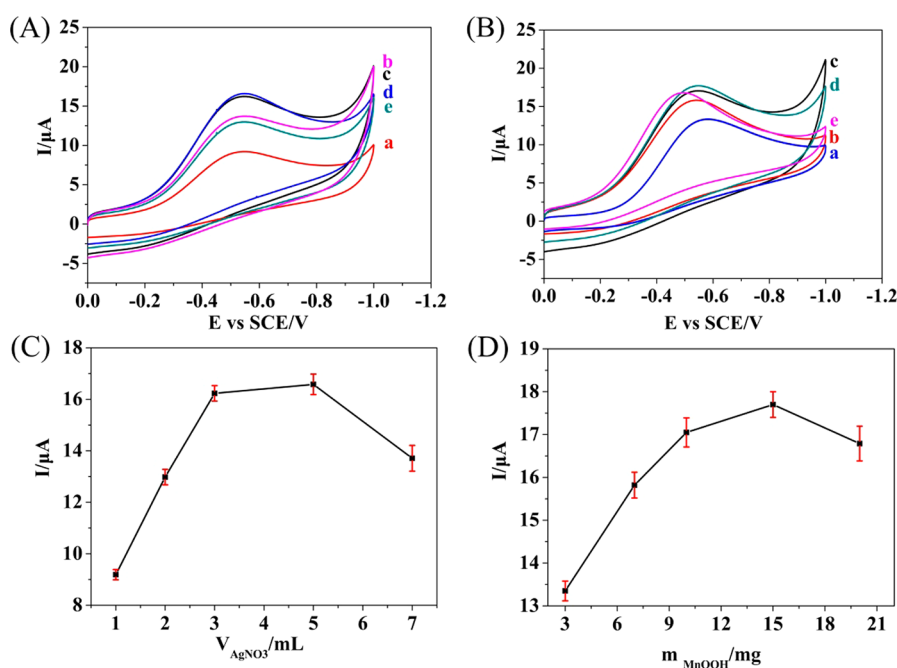 (A)
25
20
15
10
5
0
-5
I/µA
0.0 -0.2 -0.4 -0.6 -0.8 -1.0 -1.2
E vs SCE/V
b
c
d
e
a
(B)
25
20
15
10
5
0
-5
I/µA
0.0 -0.2 -0.4 -0.6 -0.8 -1.0 -1.2
E vs SCE/V
c
d
e
b
a
(C)
18
16
14
12
10
8
I/µA
1 2 3 4 5 6 7
V AgNO3/mL
(D)
19
18
17
16
15
14
13
I/µA
3 6 9 12 15 18 21
m MnOOH/mg